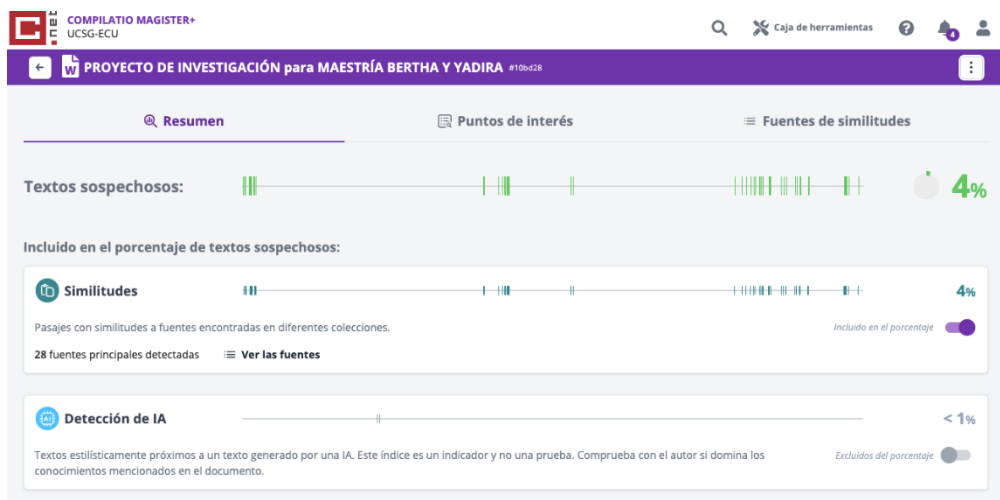 C
.net
COMPILATIO MAGISTER+
UCSG-ECU
Caja de herramientas
?
4
W
PROYECTO DE INVESTIGACIÓN para MAESTRÍA BERTHA Y YADIRA #10bd28
Resumen
Puntos de interés
Fuentes de similitudes
Textos sospechosos:
4%
Incluido en el porcentaje de textos sospechosos:
Similitudes
4%
Pasajes con similitudes a fuentes encontradas en diferentes colecciones.
Incluido en el porcentaje
28 fuentes principales detectadas
Ver las fuentes
AI
Detección de IA
< 1%
Textos estilísticamente próximos a un texto generado por una IA. Este índice es un indicador y no una prueba. Comprueba con el autor si domina los
conocimientos mencionados en el documento.
Excluidos del porcentaje